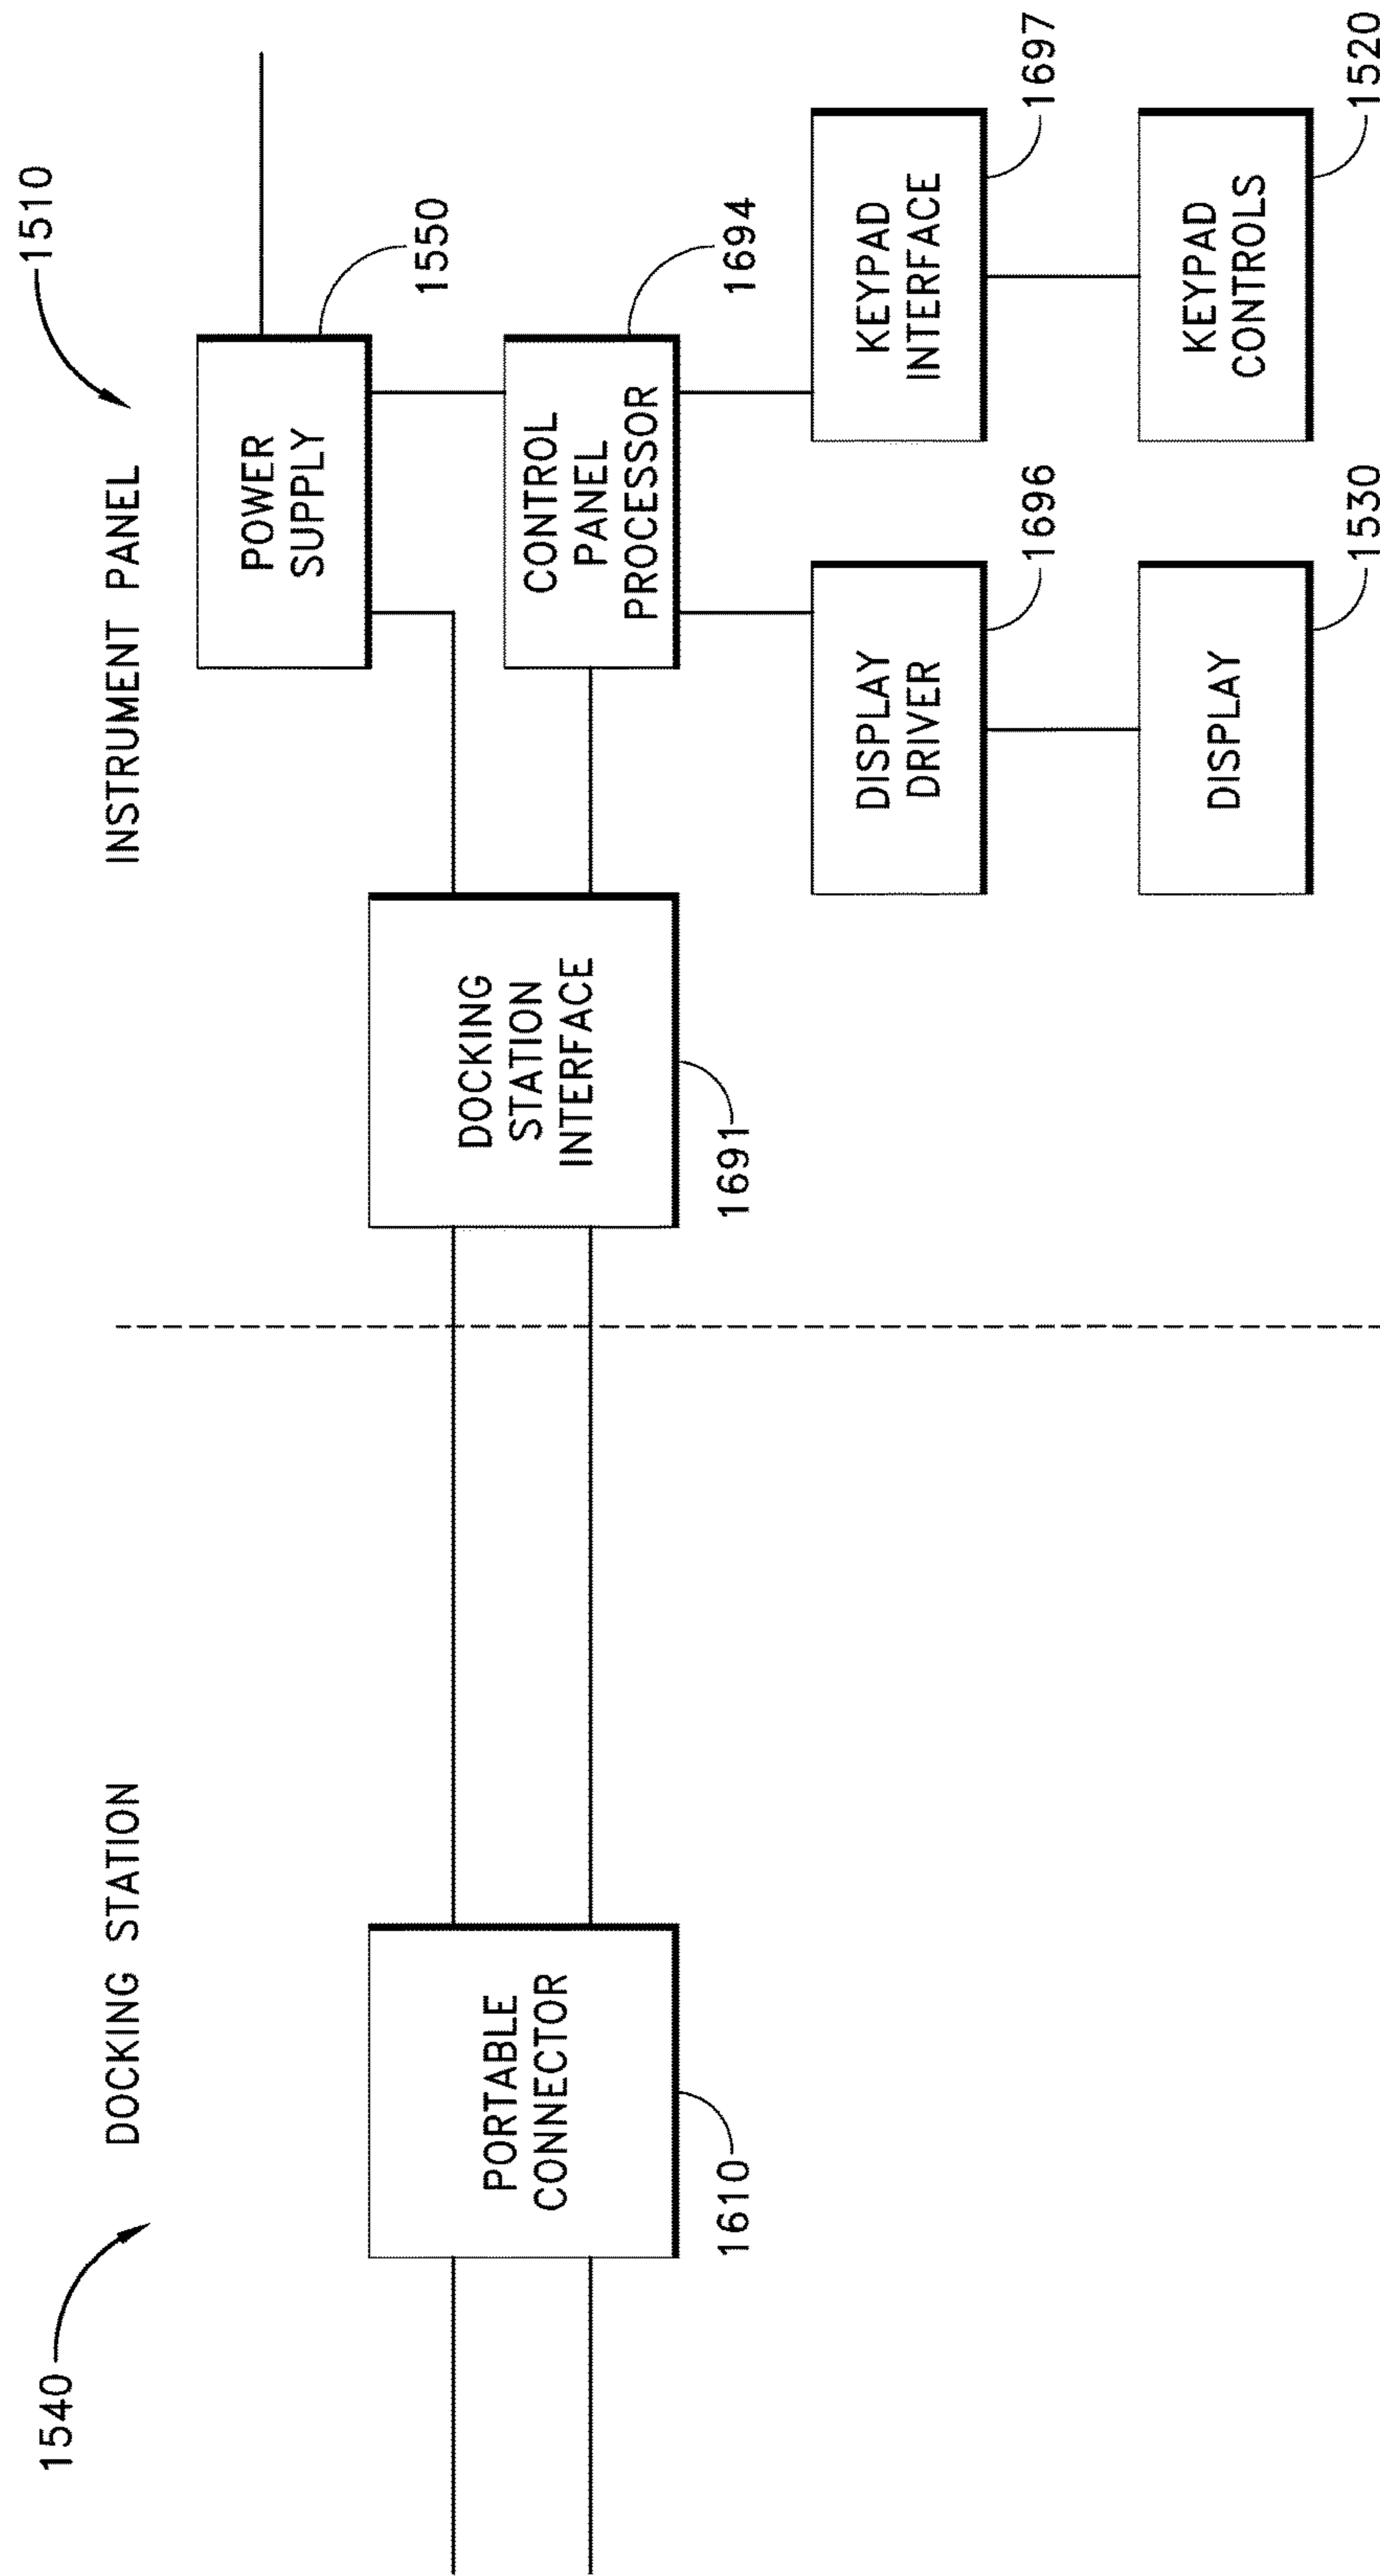 1540
DOCKING STATION
INSTRUMENT PANEL
1510
POWER
SUPPLY
1550
PORTABLE
CONNECTOR
1610
DOCKING
STATION
INTERFACE
1691
CONTROL
PANEL
PROCESSOR
1694
DISPLAY
DRIVER
1696
KEYPAD
INTERFACE
1697
DISPLAY
1530
KEYPAD
CONTROLS
1520